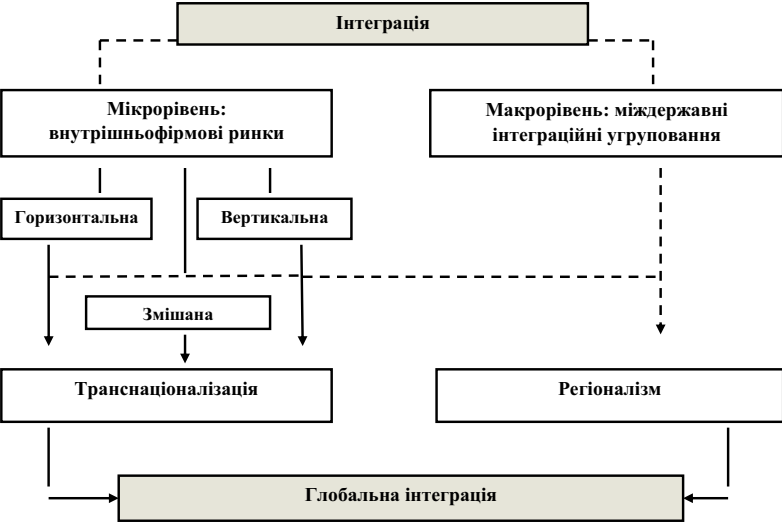 Інтеграція
Мікрорівень:
внутрішньофірмові ринки
Макрорівень: міждержавні
інтеграційні угруповання
Горизонтальна
Вертикальна
Змішана
Транснаціоналізація
Регіоналізм
Глобальна інтеграція